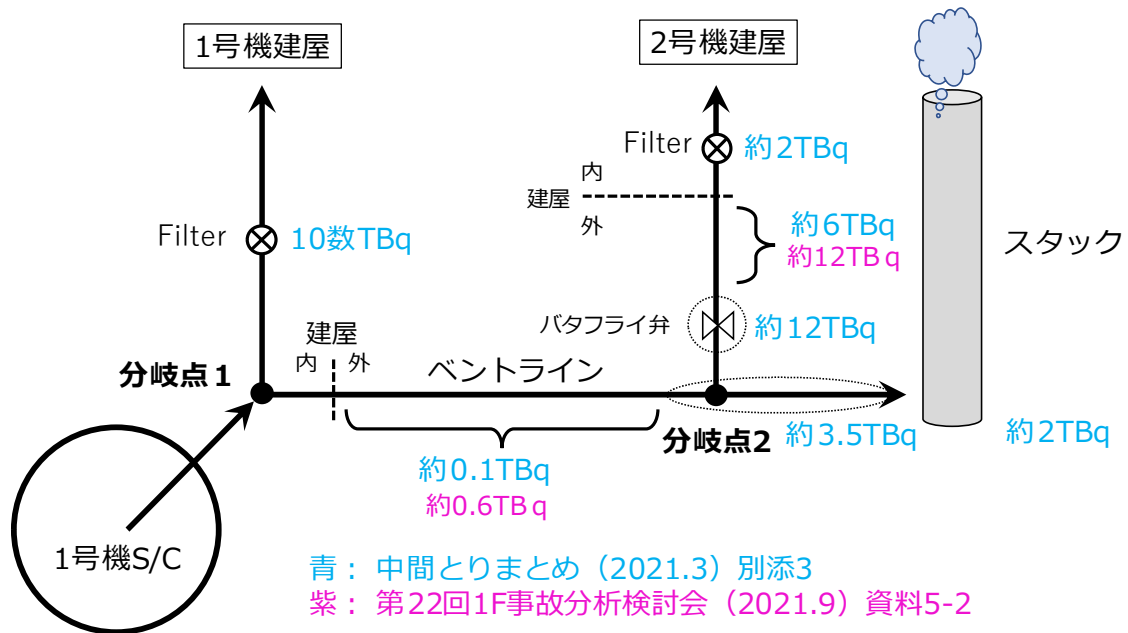 1号機建屋
2号機建屋
Filter
約2TBq
内
建屋
外
Filter
10数TBq
約6TBq
約12TBq
スタック
バタフライ弁
約12TBq
建屋
内 外
分岐点1
ベントライン
分岐点2
約3.5TBq
約2TBq
約0.1TBq
約0.6TBq
1号機S/C
青: 中間とりまとめ(2021.3)別添3
紫: 第22回1F事故分析検討会(2021.9)資料5-2